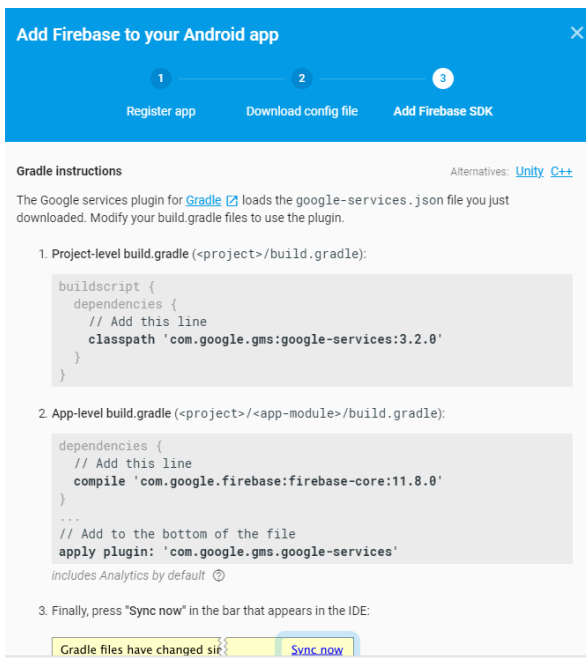 Add Firebase to your Android app
1 2 3
Register app Download config file Add Firebase SDK
Gradle instructions Alternatives: Unity C++
The Google services plugin for Gradle loads the google-services.json file you just
downloaded. Modify your build.gradle files to use the plugin.
1. Project-level build.gradle (<project>/build.gradle):
buildscript {
dependencies {
// Add this line
classpath 'com.google.gms:google-services:3.2.0'
}
}
2. App-level build.gradle (<project>/<app-module>/build.gradle):
dependencies {
// Add this line
compile 'com.google.firebase:firebase-core:11.8.0'
}
...
// Add to the bottom of the file
apply plugin: 'com.google.gms.google-services'
includes Analytics by default ?
3. Finally, press "Sync now" in the bar that appears in the IDE:
Gradle files have changed Sync now